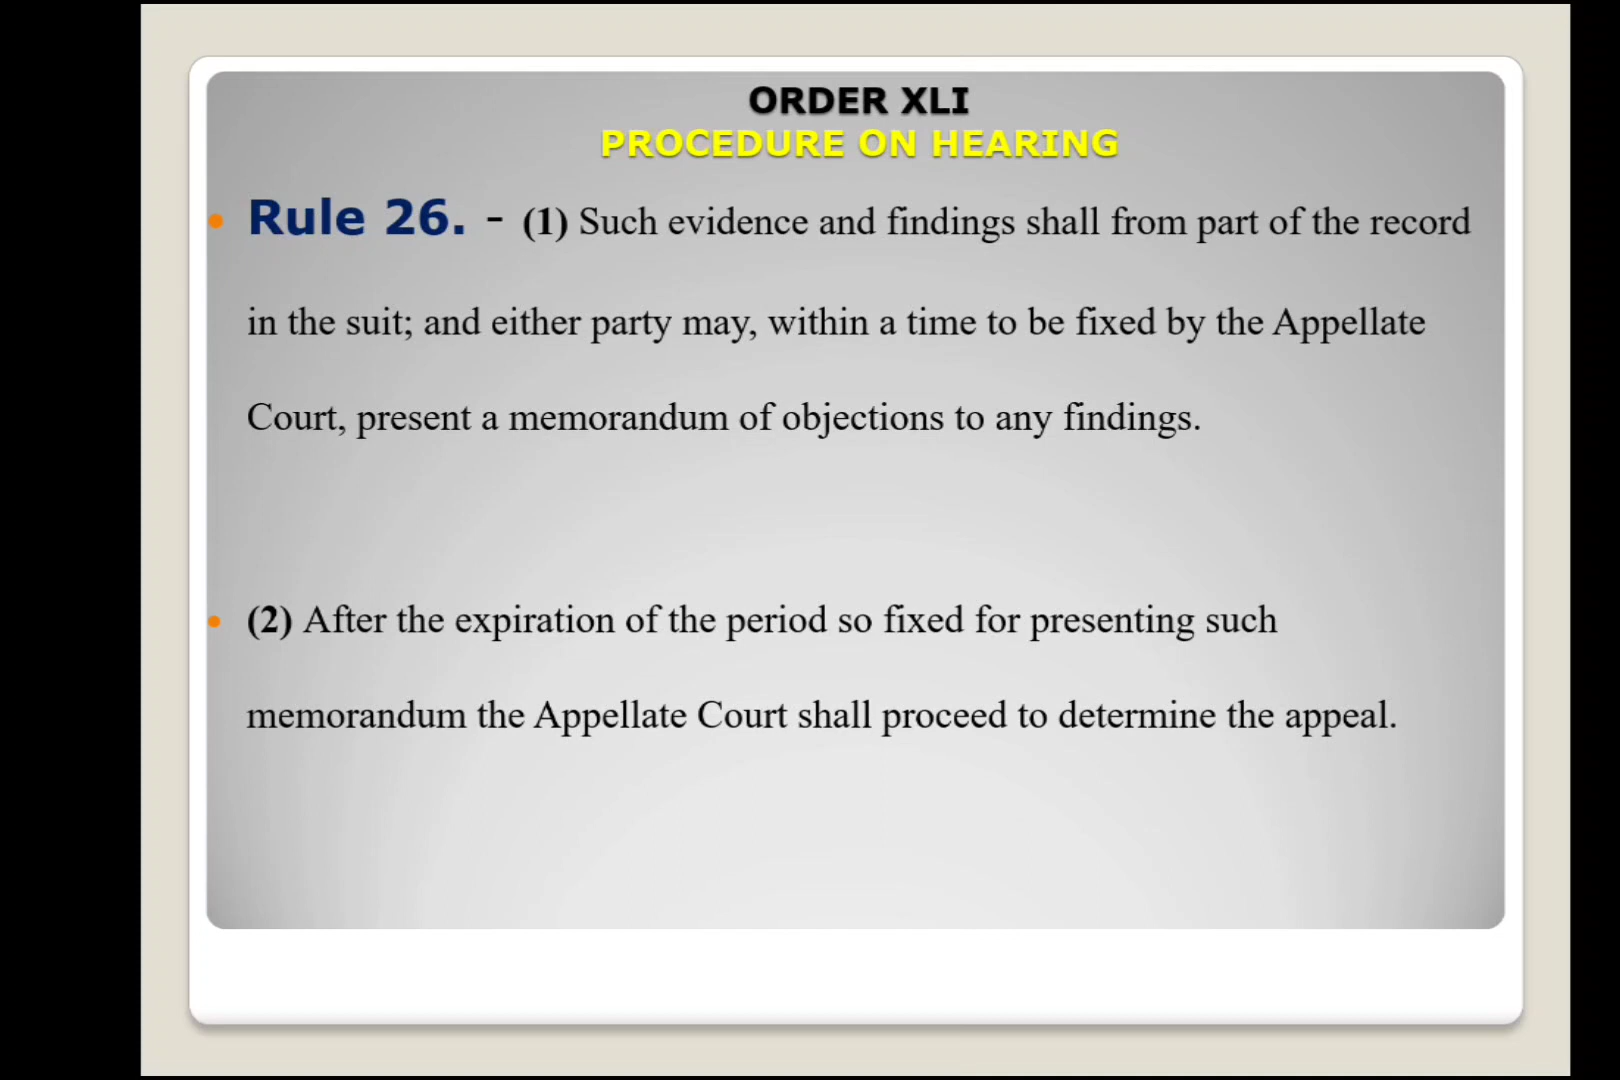 ORDER XLI
PROCEDURE ON HEARING
• Rule 26. - (1) Such evidence and findings shall from part of the record
in the suit; and either party may, within a time to be fixed by the Appellate
Court, present a memorandum of objections to any findings.
• (2) After the expiration of the period so fixed for presenting such
memorandum the Appellate Court shall proceed to determine the appeal.